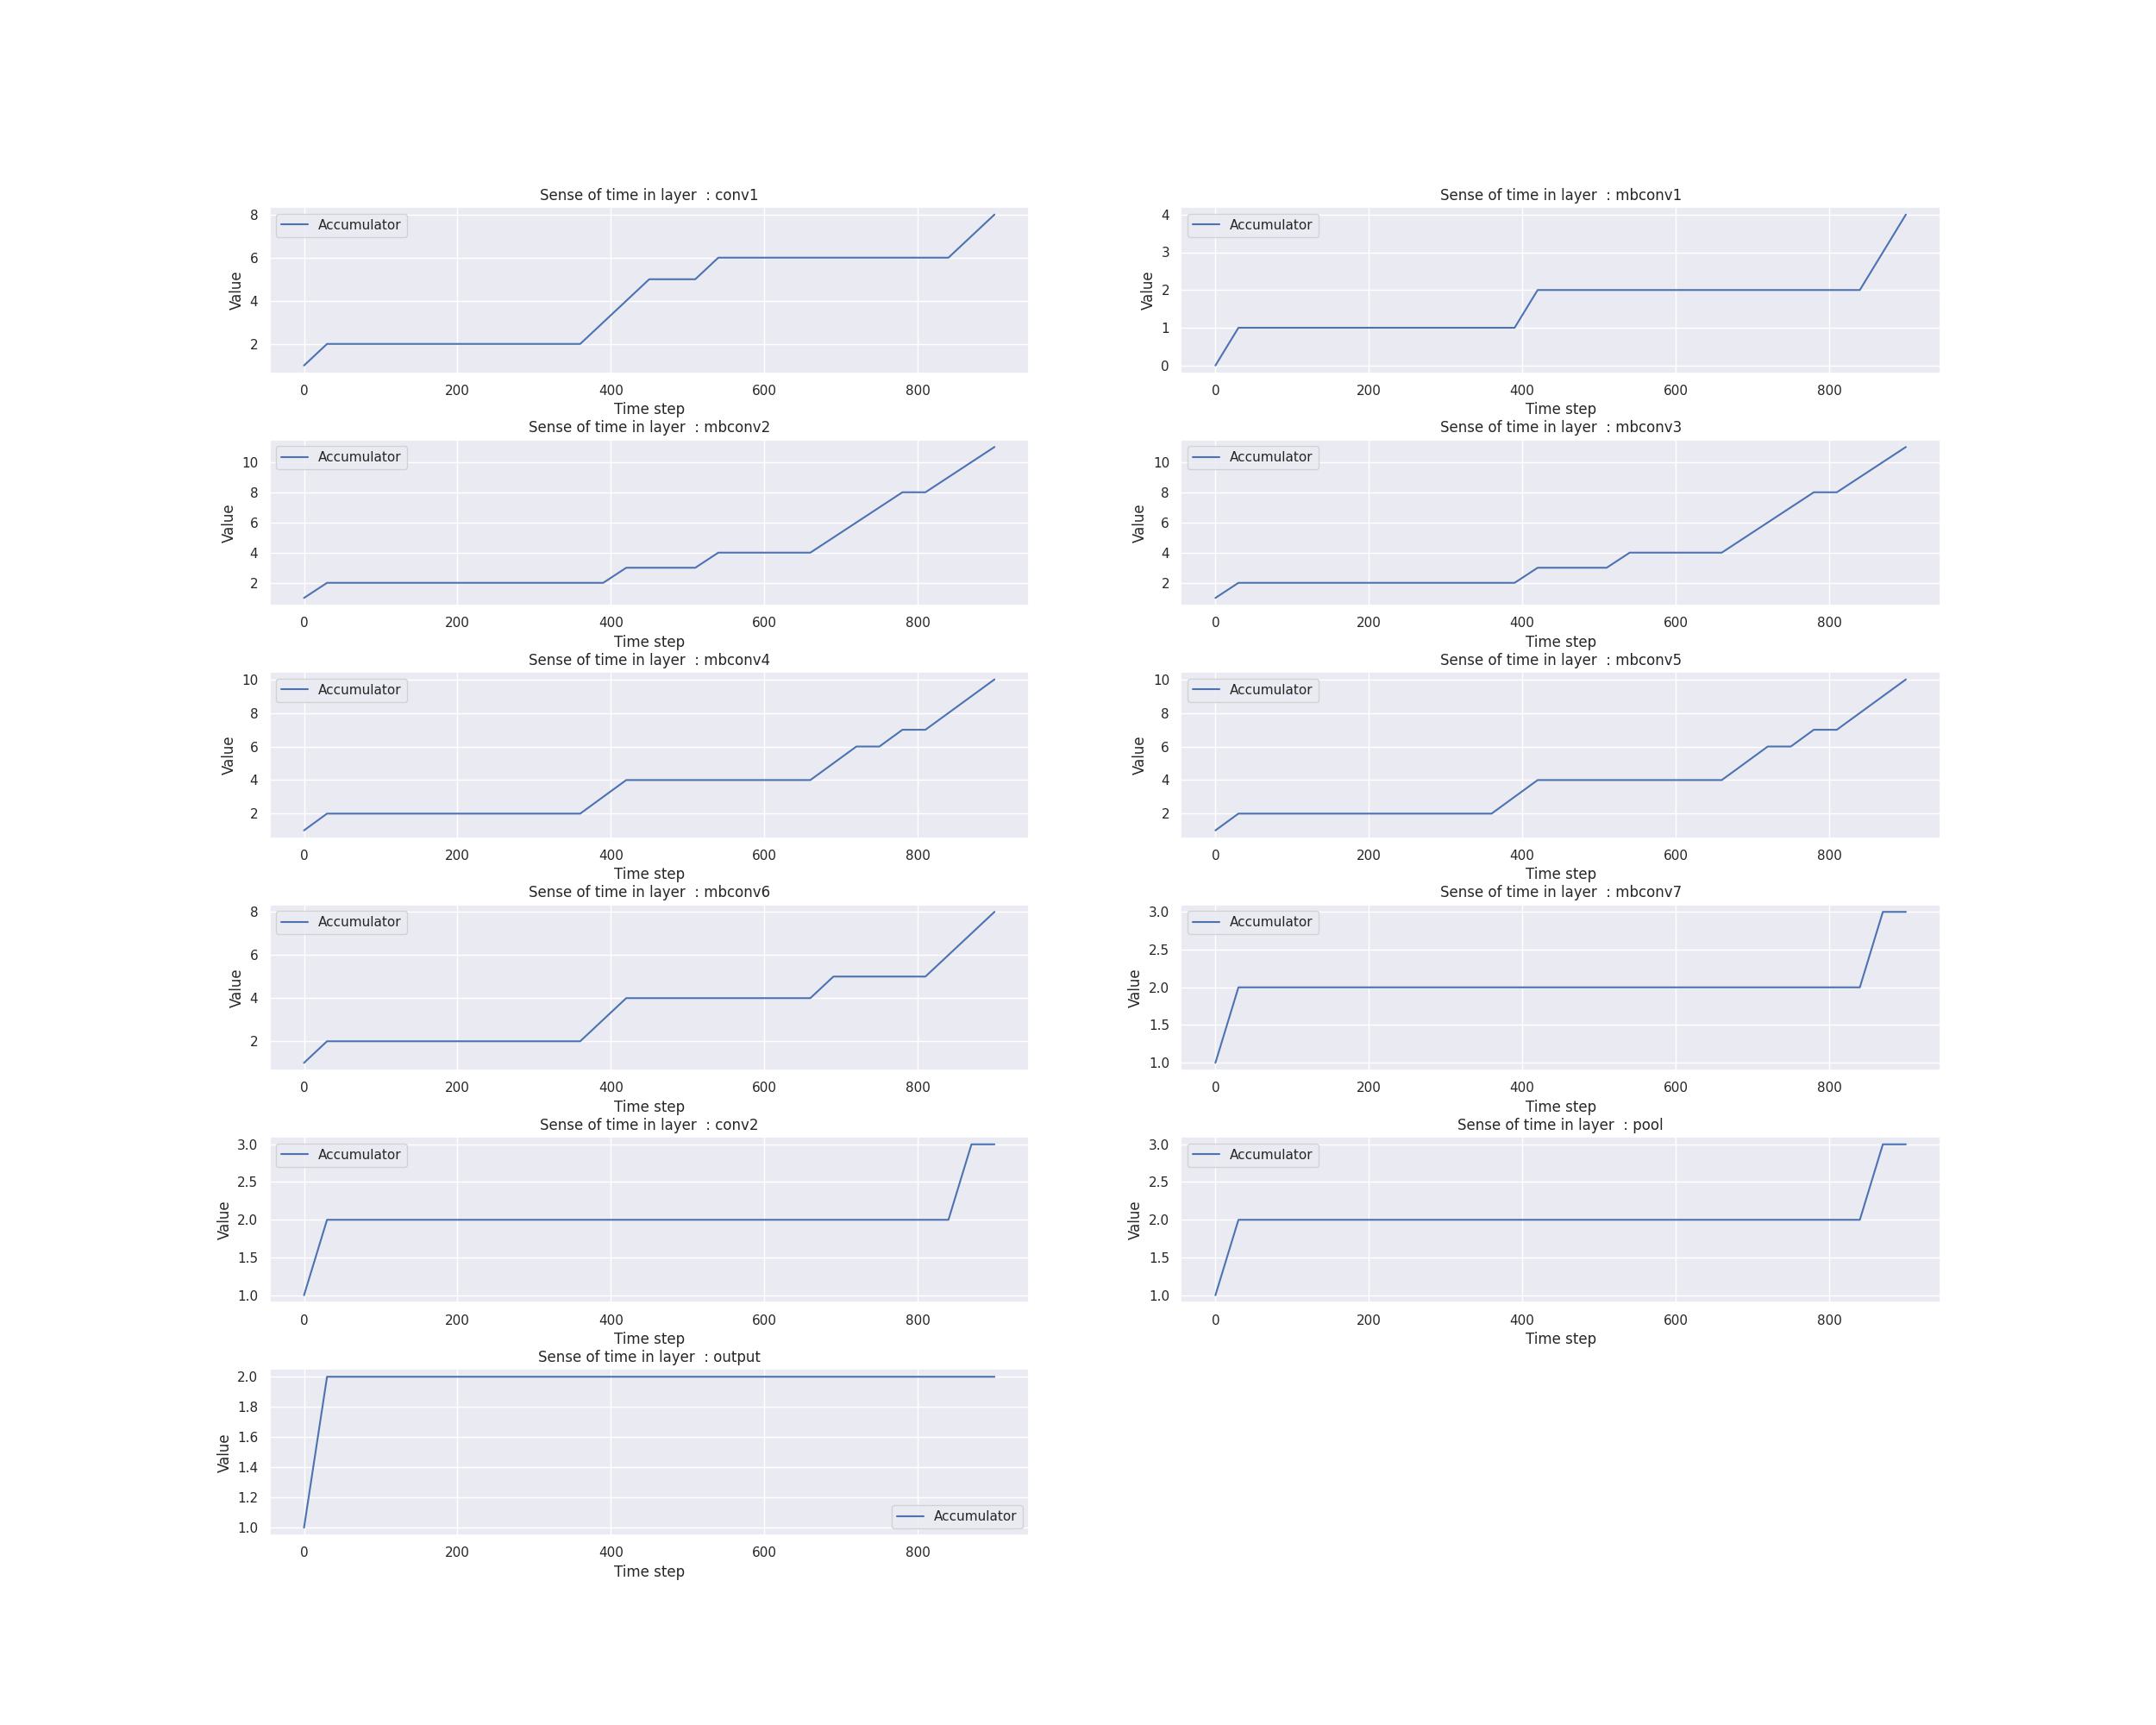 Sense of time in layer  : conv1
Accumulator
Value
8
6
4
2
0 200 400 600 800
Time step
Sense of time in layer  : mbconv1
Accumulator
Value
4
3
2
1
0
0 200 400 600 800
Time step
Sense of time in layer  : mbconv2
Accumulator
Value
10
8
6
4
2
0 200 400 600 800
Time step
Sense of time in layer  : mbconv3
Accumulator
Value
10
8
6
4
2
0 200 400 600 800
Time step
Sense of time in layer  : mbconv4
Accumulator
Value
10
8
6
4
2
0 200 400 600 800
Time step
Sense of time in layer  : mbconv5
Accumulator
Value
10
8
6
4
2
0 200 400 600 800
Time step
Sense of time in layer  : mbconv6
Accumulator
Value
8
6
4
2
0 200 400 600 800
Time step
Sense of time in layer  : mbconv7
Accumulator
Value
3.0
2.5
2.0
1.5
1.0
0 200 400 600 800
Time step
Sense of time in layer  : conv2
Accumulator
Value
3.0
2.5
2.0
1.5
1.0
0 200 400 600 800
Time step
Sense of time in layer  : pool
Accumulator
Value
3.0
2.5
2.0
1.5
1.0
0 200 400 600 800
Time step
Sense of time in layer  : output
Value
2.0
1.8
1.6
1.4
1.2
1.0
Accumulator
0 200 400 600 800
Time step